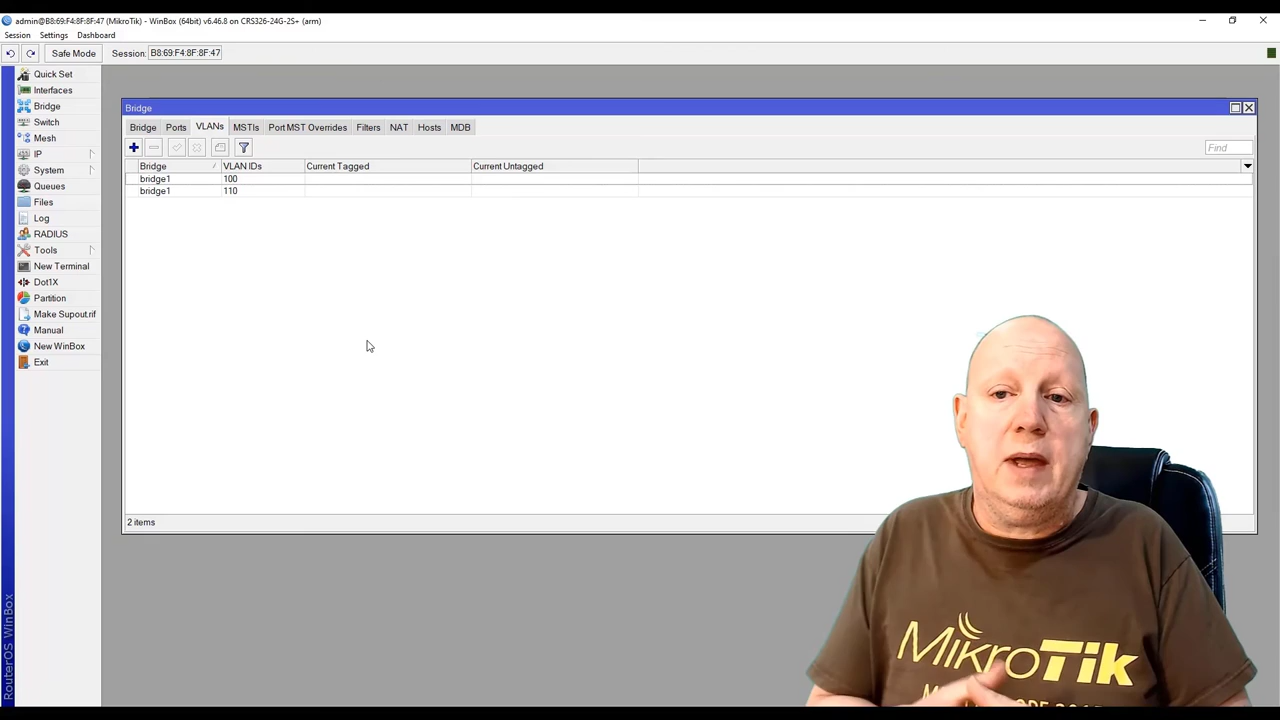 admin@B8:69:F4:8F:8F:47 (MikroTik) - WinBox (64bit) v6.46.8 on CRS326-24G-2S+ (arm)
Session Settings Dashboard
Safe Mode Session: B8:69:F4:8F:8F:47
Quick Set
Interfaces
Bridge
Switch
Mesh
IP
System
Queues
Files
Log
RADIUS
Tools
New Terminal
Dot1X
Partition
Make Supout.rif
Manual
New WinBox
Exit
RouterOS WinBox
Bridge
Bridge Ports VLANs MSTIs Port MST Overrides Filters NAT Hosts MDB
Find
Bridge VLAN IDs Current Tagged Current Untagged
bridge1 100
bridge1 110
2 items
MikroTik